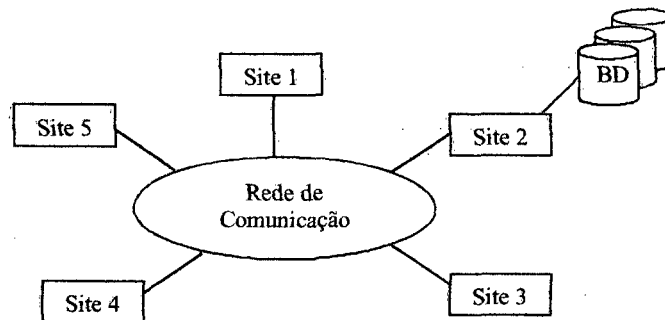 Site 1
BD
Site 5
Site 2
Rede de
Comunicação
Site 4
Site 3